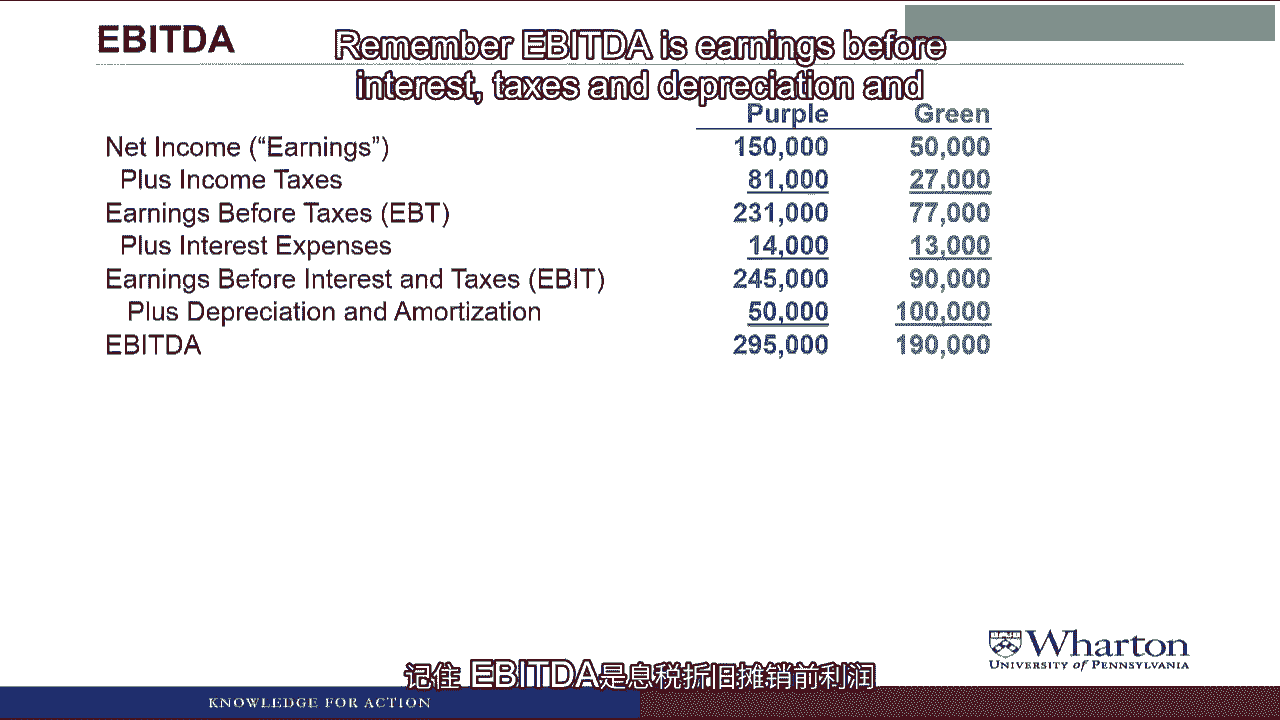 EBITDA
Remember EBITDA is earnings before
interest, taxes and depreciation and
Purple Green
Net Income (“Earnings”) 150,000 50,000
Plus Income Taxes 81,000 27,000
Earnings Before Taxes (EBT) 231,000 77,000
Plus Interest Expenses 14,000 13,000
Earnings Before Interest and Taxes (EBIT) 245,000 90,000
Plus Depreciation and Amortization 50,000 100,000
EBITDA 295,000 190,000
Wharton
UNIVERSITY of PENNSYLVANIA
记住 EBITDA是息税折旧摊销前利润
KNOWLEDGE FOR ACTION